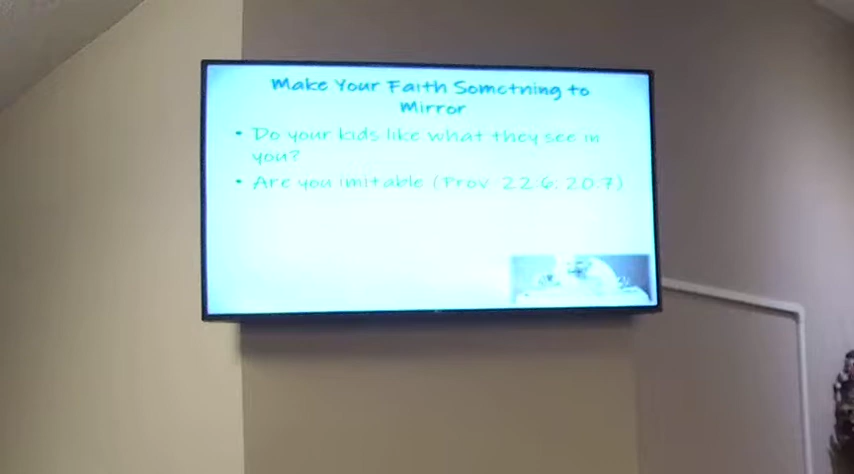 Make Your Faith Something to
Mirror
• Do your kids like what they see in
you?
• Are you imitable (Prov. 22:6; 20:7)